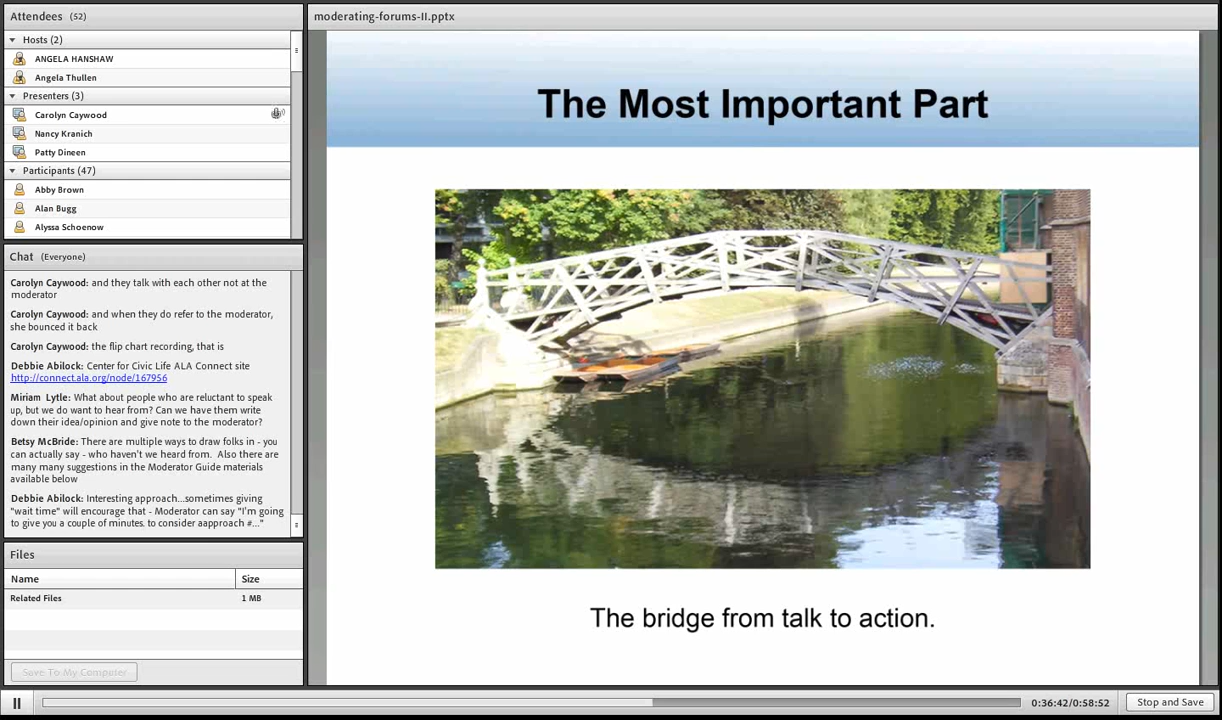 Attendees (52)
Hosts (2)
ANGELA HANSHAW
Angela Thullen
Presenters (3)
Carolyn Caywood
Nancy Kranich
Patty Dineen
Participants (47)
Abby Brown
Alan Bugg
Alyssa Schoenow
Chat (Everyone)
Carolyn Caywood: and they talk with each other not at the
moderator
Carolyn Caywood: and when they do refer to the moderator,
she bounced it back
Carolyn Caywood: the flip chart recording, that is
Debbie Abilock: Center for Civic Life ALA Connect site
http://connect.ala.org/node/167956
Miriam Lytle: What about people who are reluctant to speak
up, but we do want to hear from? Can we have them write
down their idea/opinion and give note to the moderator?
Betsy McBride: There are multiple ways to draw folks in - you
can actually say - who haven't we heard from. Also there are
many many suggestions in the Moderator Guide materials
available below
Debbie Abilock: Interesting approach...sometimes giving
"wait time" will encourage that - Moderator can say "I'm going
to give you a couple of minutes. to consider aapproach #..."
Files
Name Size
Related Files 1 MB
Save To My Computer
moderating-forums-II.pptx
The Most Important Part
The bridge from talk to action.
0:36:42/0:58:52
Stop and Save